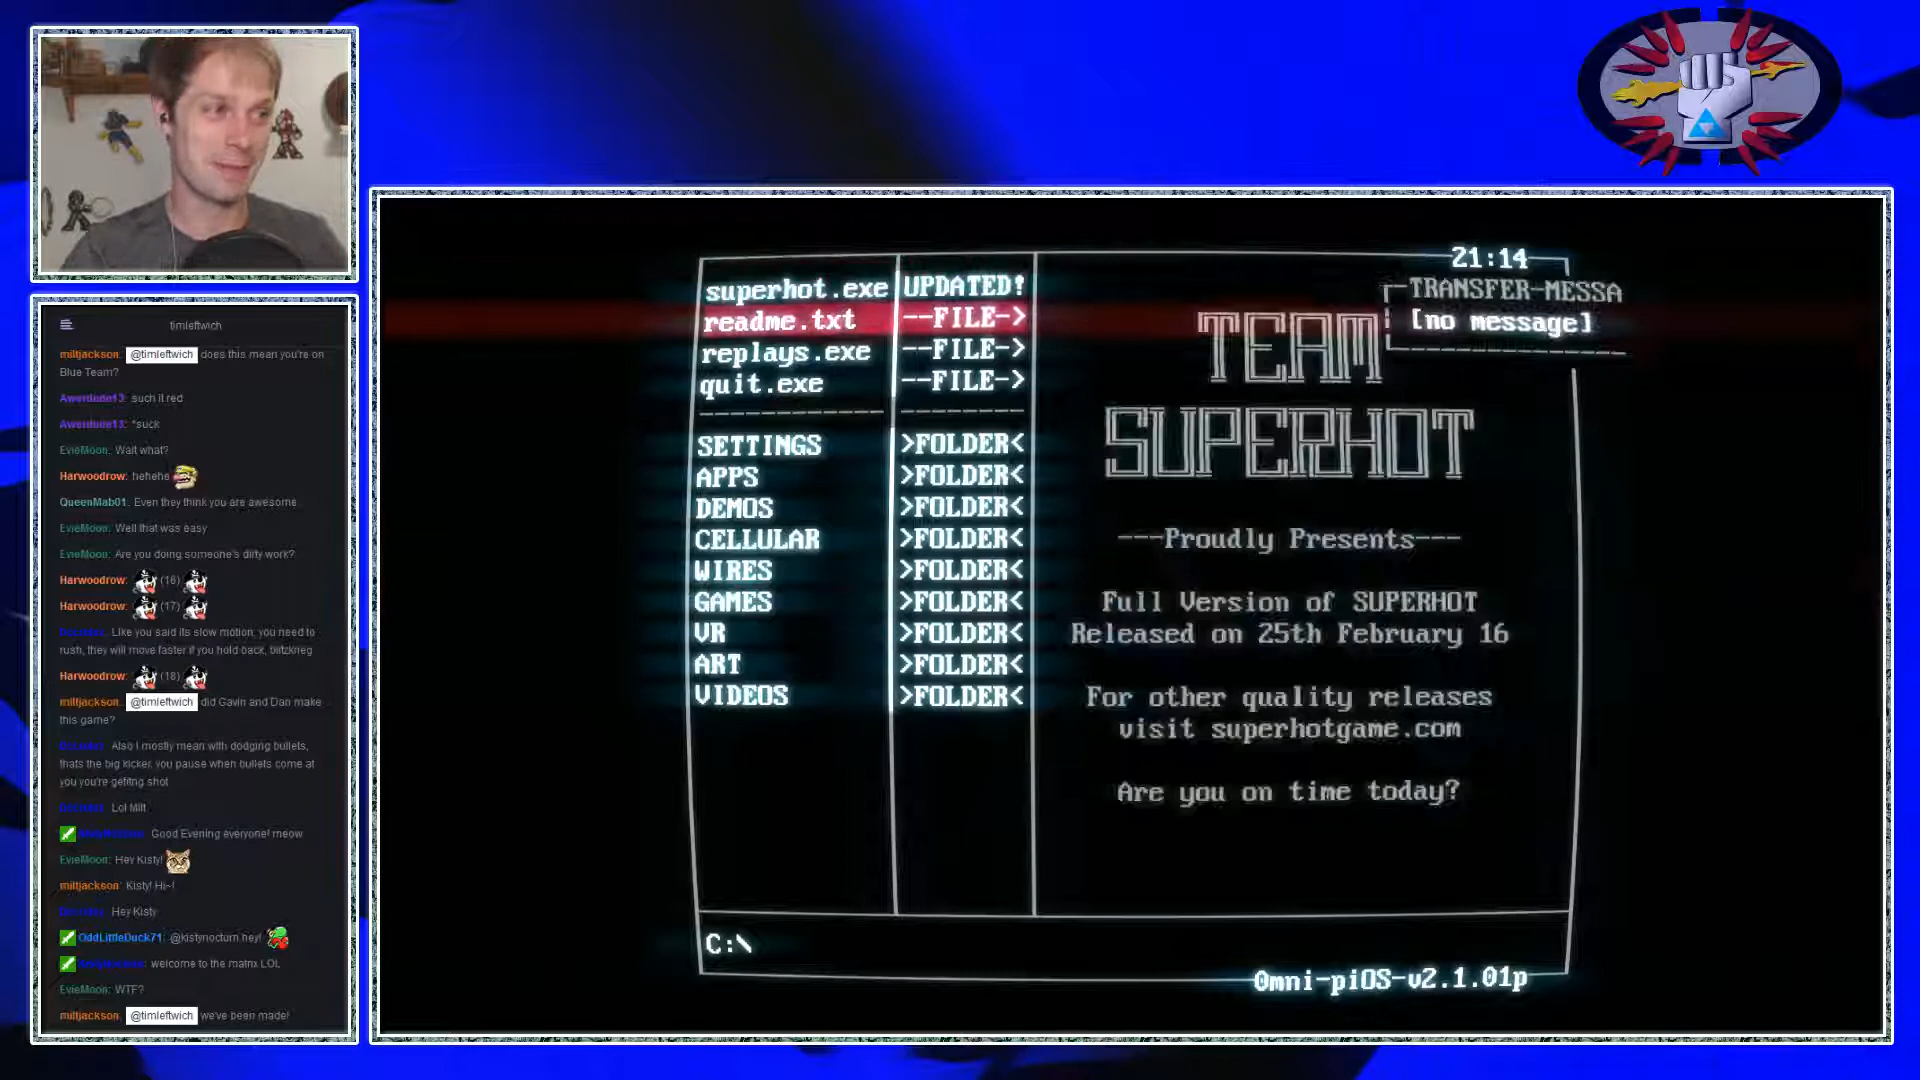 timleftwich
miltjackson: @timleftwich does this mean you're on
Blue Team?
Awerdude13: such it red
Awerdude13: *suck
EvieMoon: Wait what?
Harwoodrow: hehehe
QueenMab01: Even they think you are awesome.
EvieMoon: Well that was easy
EvieMoon: Are you doing someone's dirty work?
Harwoodrow: (16)
Harwoodrow: (17)
Like you said its slow motion, you need to
rush, they will move faster if you hold back, blitzkrieg
Harwoodrow: (18)
miltjackson: @timleftwich did Gavin and Dan make
this game?
Also I mostly mean with dodging bullets,
thats the big kicker, you pause when bullets come at
you you're getting shot
Lol Milt
Good Evening everyone! meow
EvieMoon: Hey Kisty!
miltjackson: Kisty! Hi~!
Hey Kisty
OddLittleDuck71: @kistynocturn hey!
welcome to the matrix LOL
EvieMoon: WTF?
miltjackson: @timleftwich we've been made!
21:14
TRANSFER-MESSA
[no message]
superhot.exe UPDATED!
readme.txt --FILE->
replays.exe --FILE->
quit.exe --FILE->
SETTINGS >FOLDER<
APPS >FOLDER<
DEMOS >FOLDER<
CELLULAR >FOLDER<
WIRES >FOLDER<
GAMES >FOLDER<
VR >FOLDER<
ART >FOLDER<
VIDEOS >FOLDER<
TEAM
SUPERHOT
---Proudly Presents---
Full Version of SUPERHOT
Released on 25th February 16
For other quality releases
visit superhotgame.com
Are you on time today?
C:\
Omni-piOS-v2.1.01p